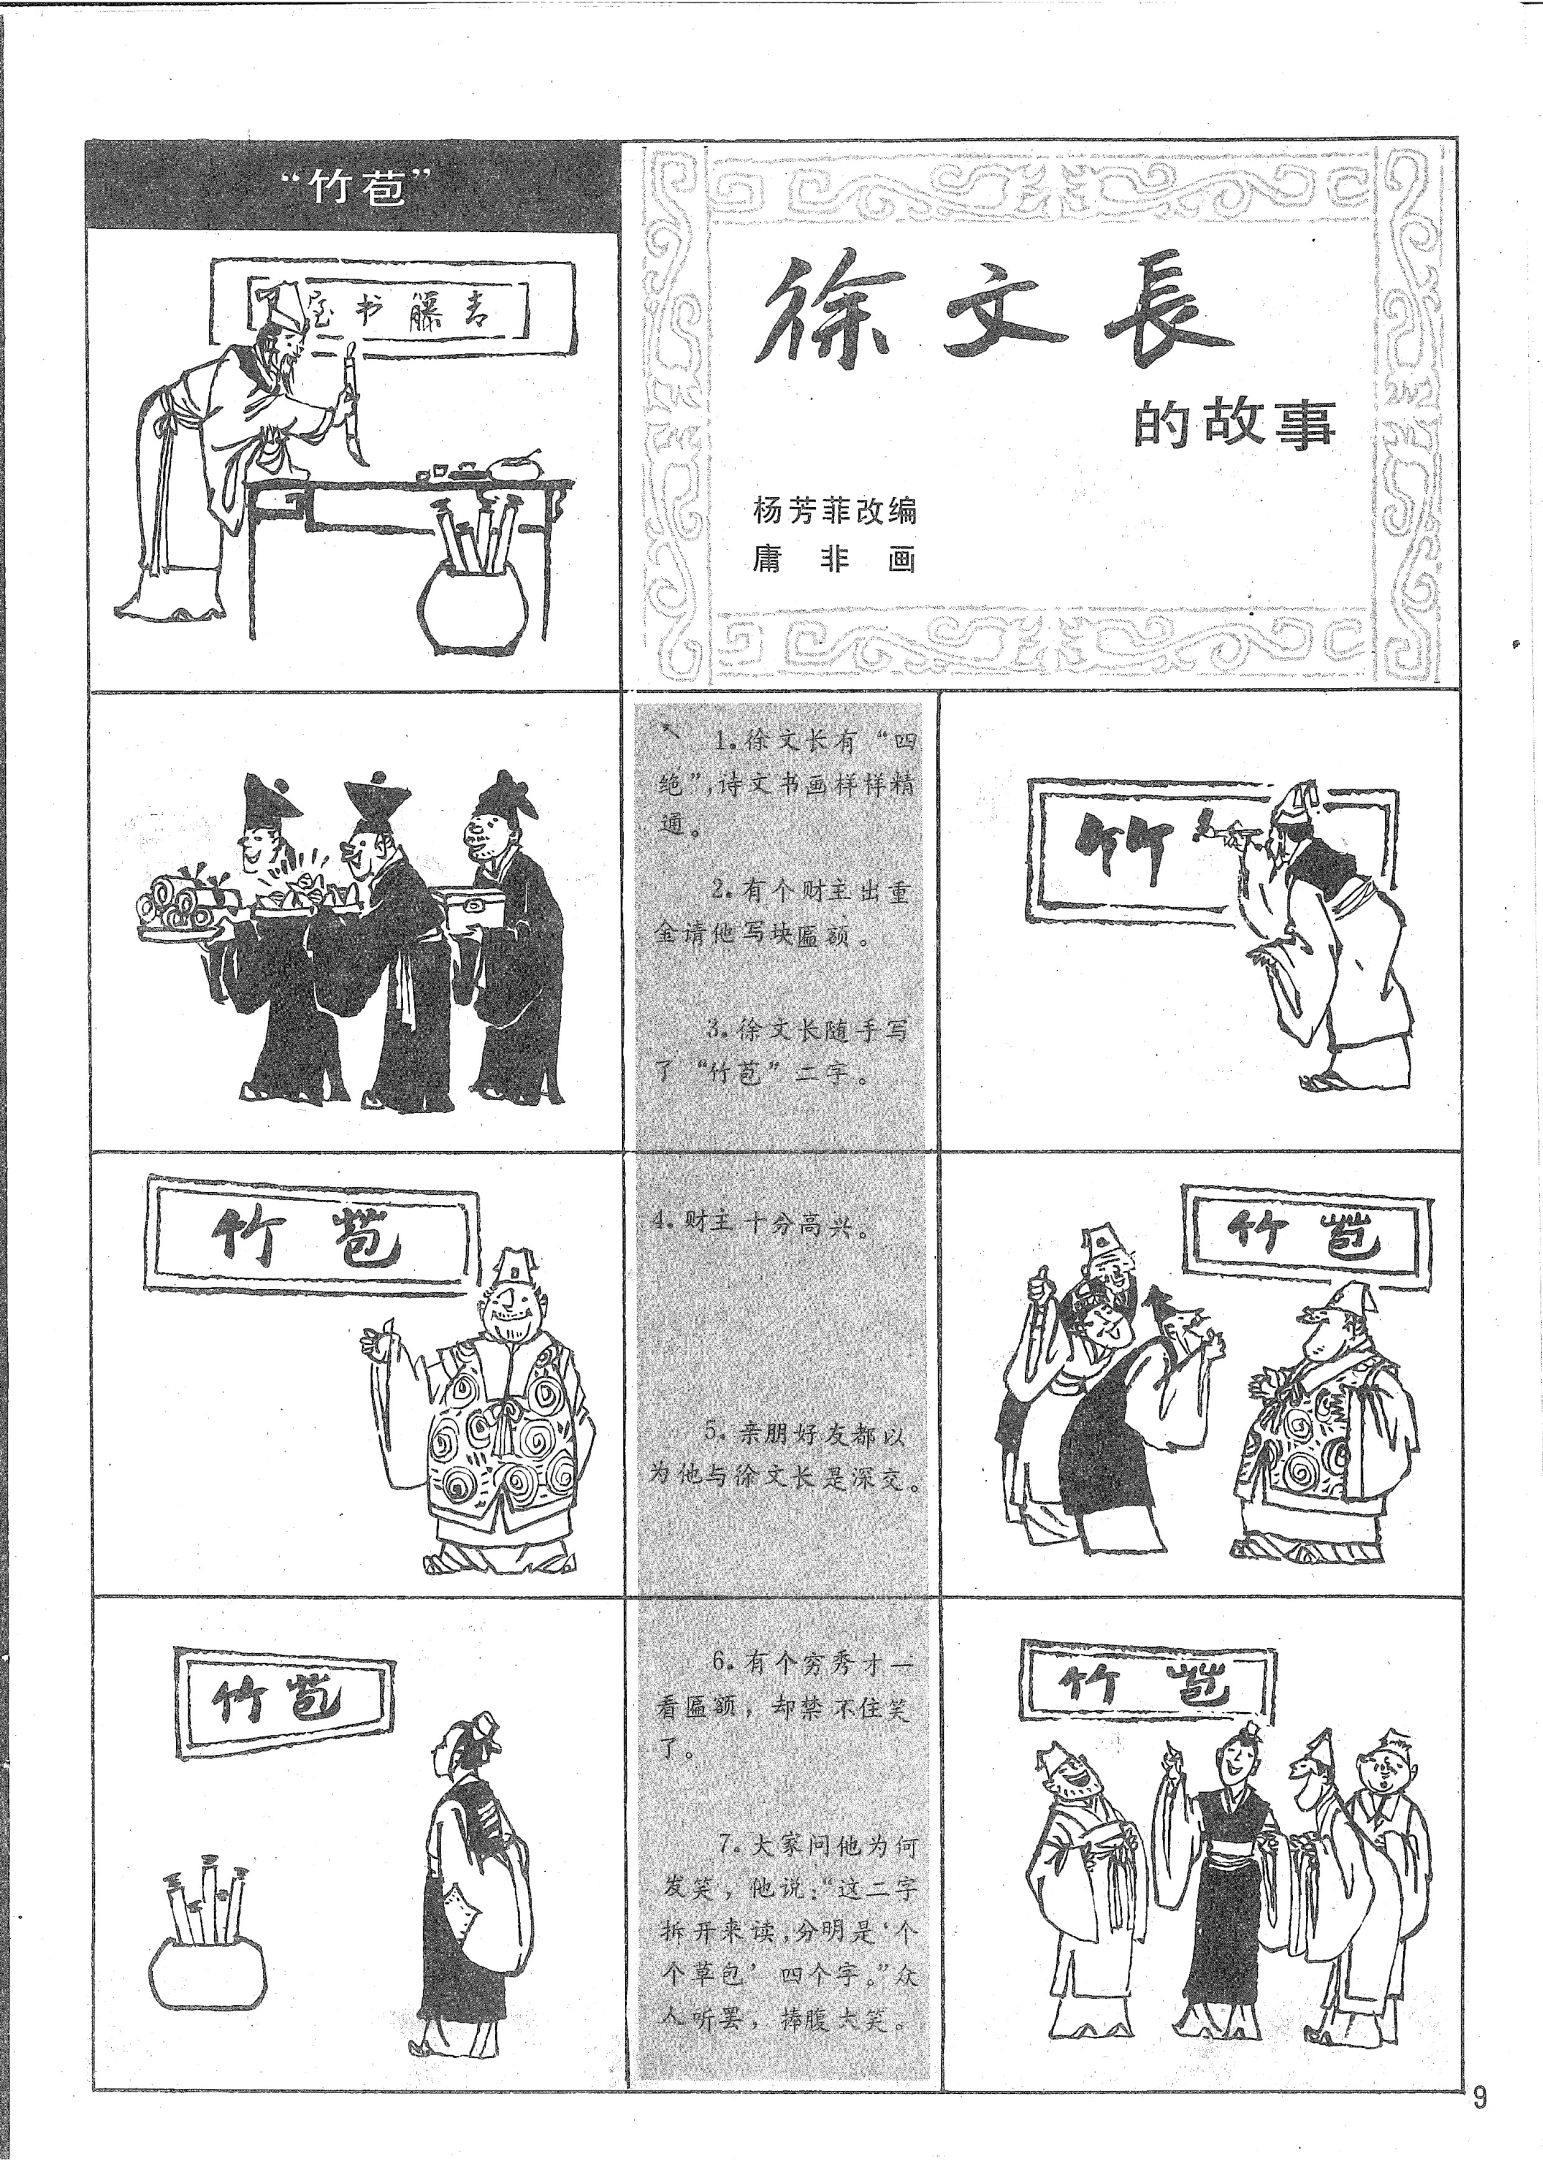 “竹苞”
徐文長
的故事
杨芳菲改编
庸非画
青藤书屋
1.徐文长有“四
绝”,诗文书画样样精
通。
2.有个财主出重
金请他写块匾额。
3.徐文长随手写
了“竹苞”二字。
竹
4.财主十分高兴。
5.亲朋好友都以
为他与徐文长是深交。
竹苞
竹苞
6.有个穷秀才一
看匾额，却禁不住笑
了。
7.大家问他为何
发笑，他说：“这二字
拆开来读,分明是‘个
个草包’四个字。”众
人听罢，捧腹大笑。
竹苞
竹苞
9